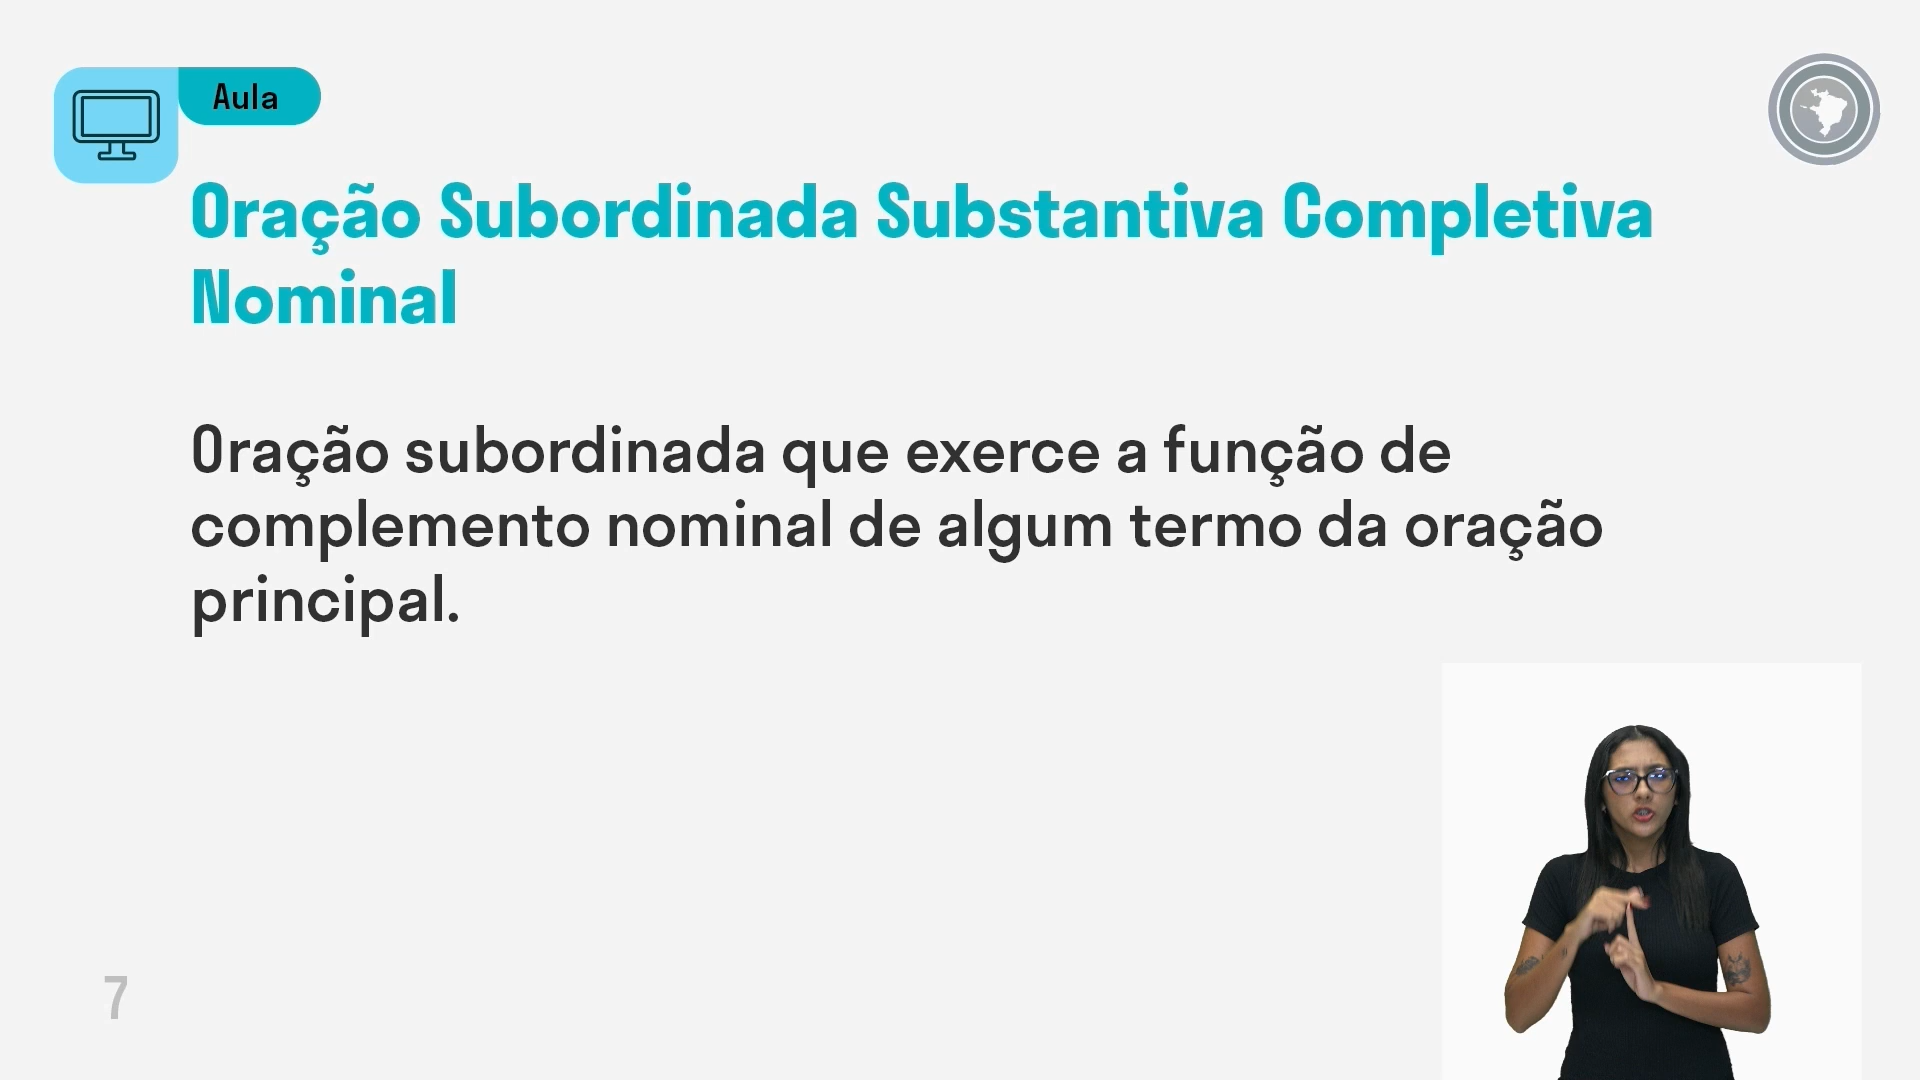 Aula
Oração Subordinada Substantiva Completiva
Nominal
Oração subordinada que exerce a função de
complemento nominal de algum termo da oração
principal.
7